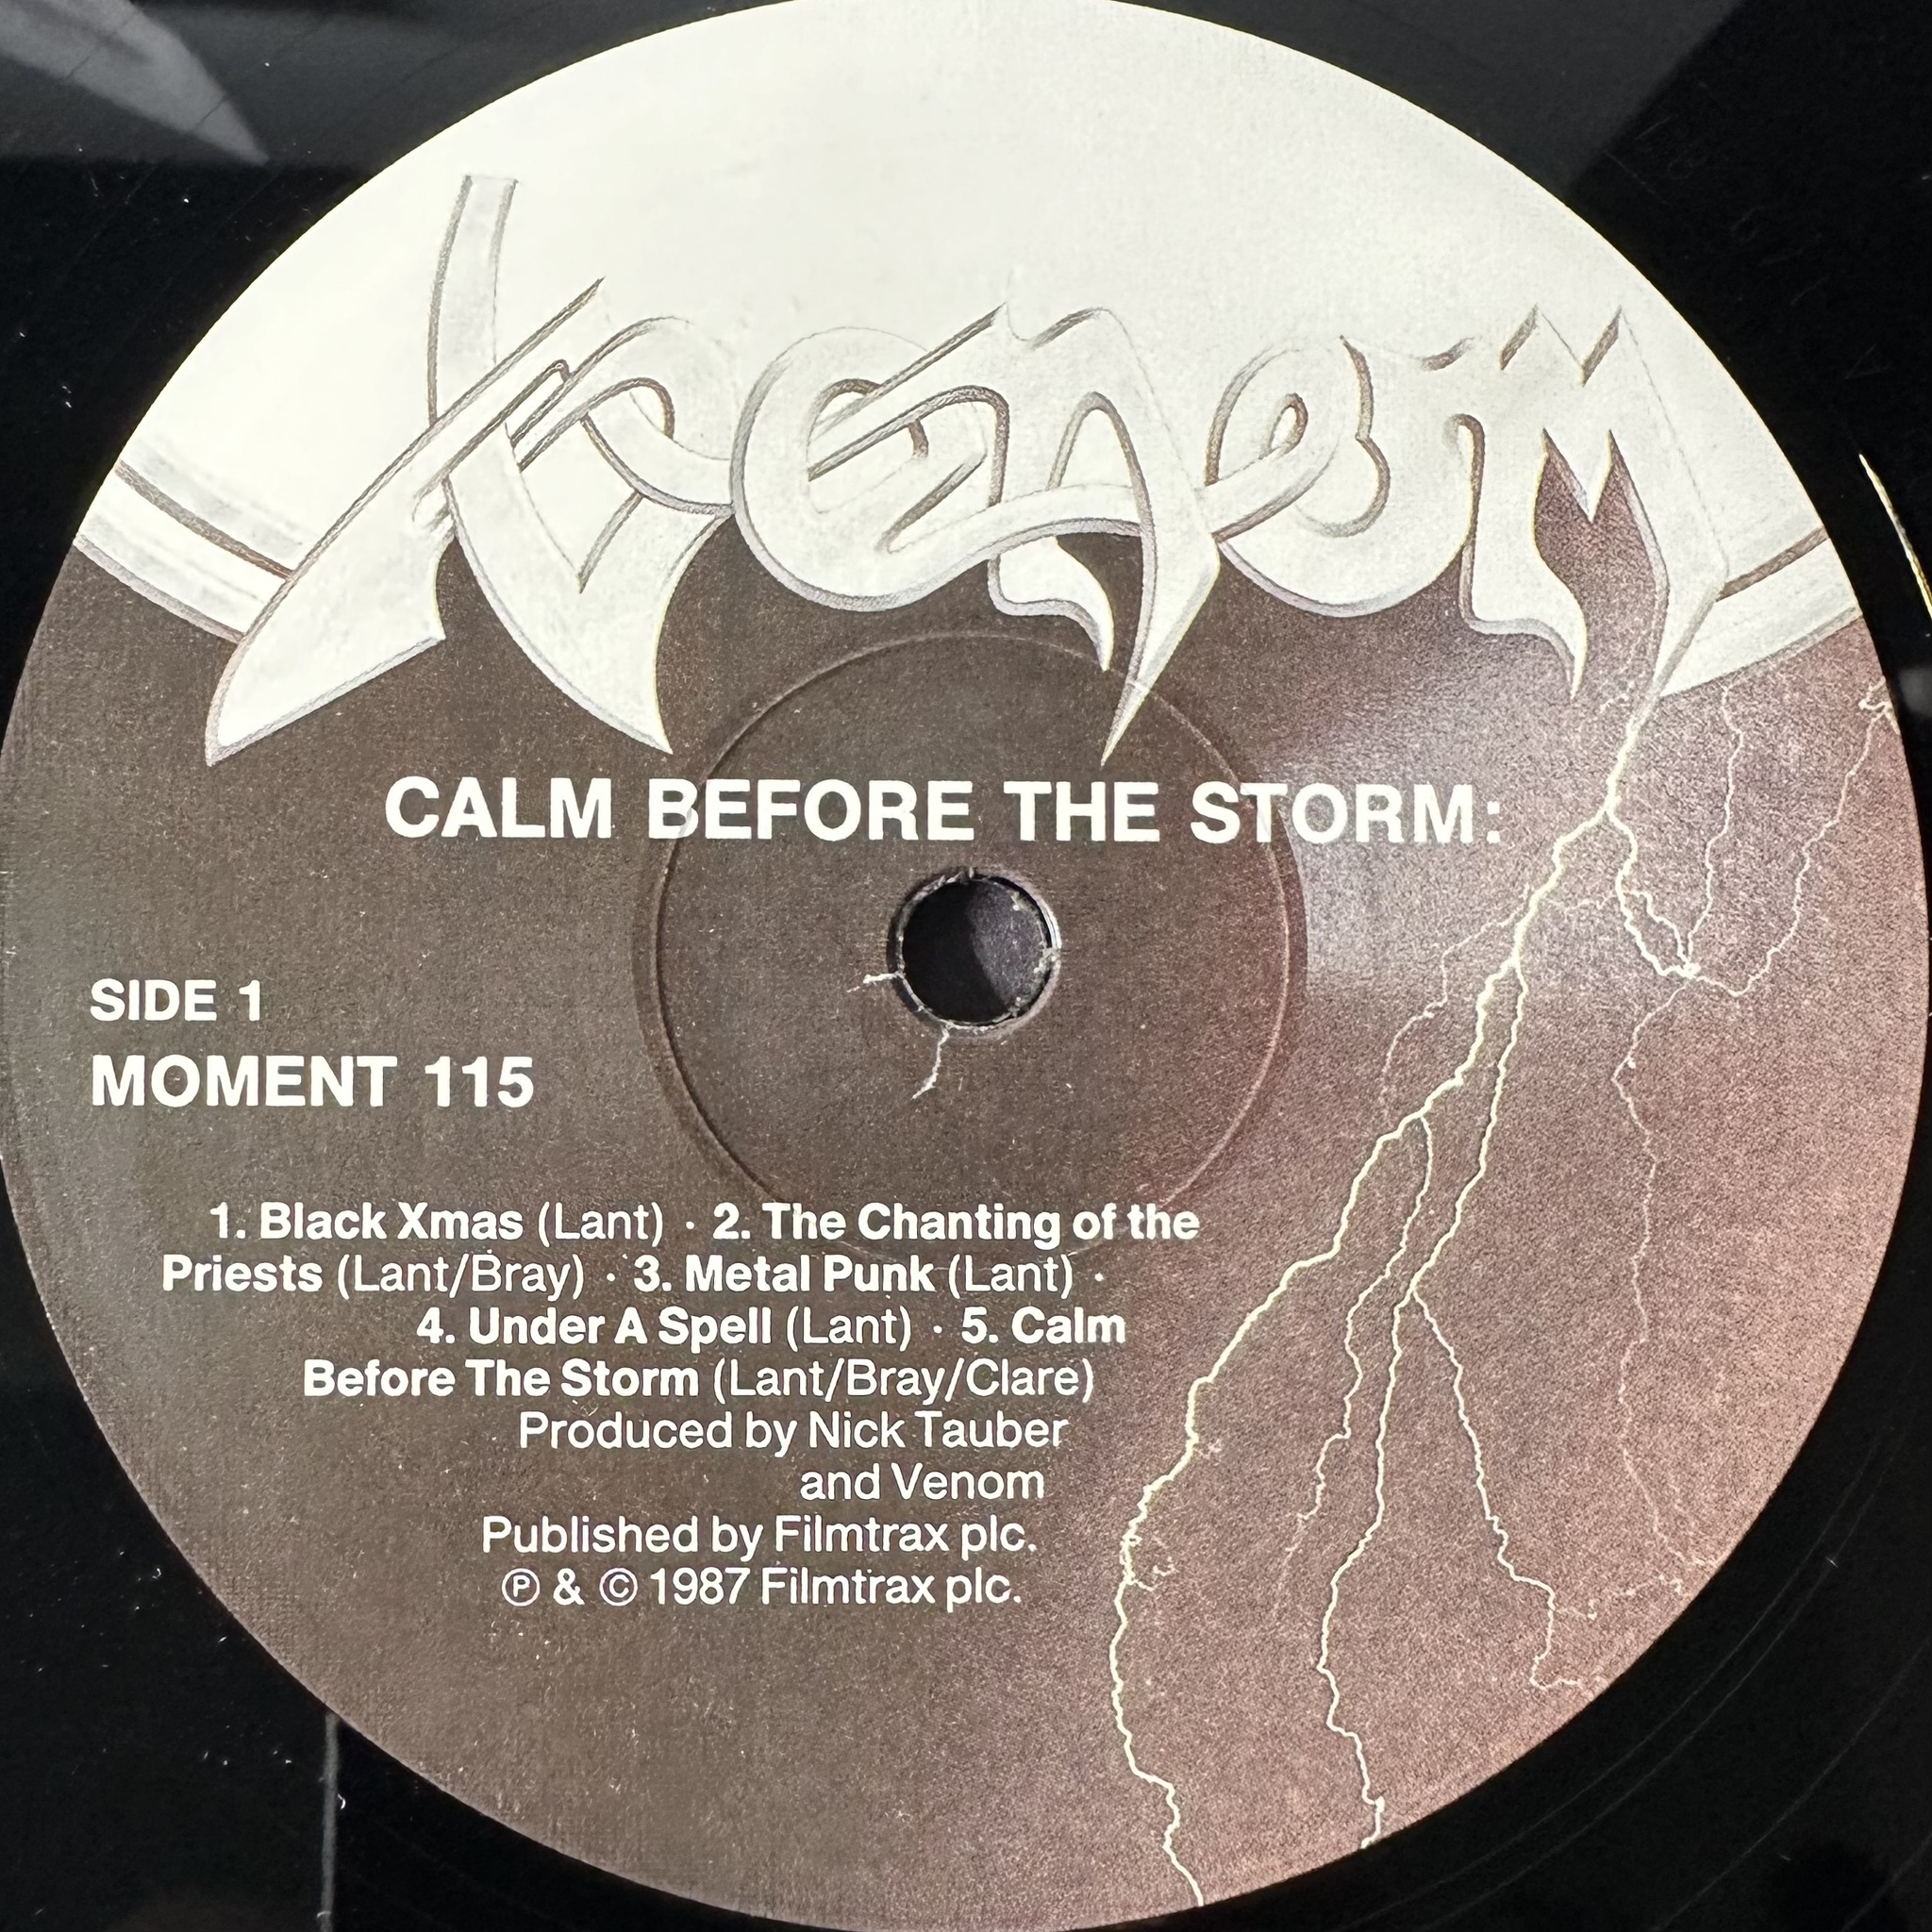 Venom
CALM BEFORE THE STORM:
SIDE 1
MOMENT 115
1. Black Xmas (Lant) · 2. The Chanting of the
Priests (Lant/Bray) · 3. Metal Punk (Lant) ·
4. Under A Spell (Lant) · 5. Calm
Before The Storm (Lant/Bray/Clare)
Produced by Nick Tauber
and Venom
Published by Filmtrax plc.
℗ & © 1987 Filmtrax plc.